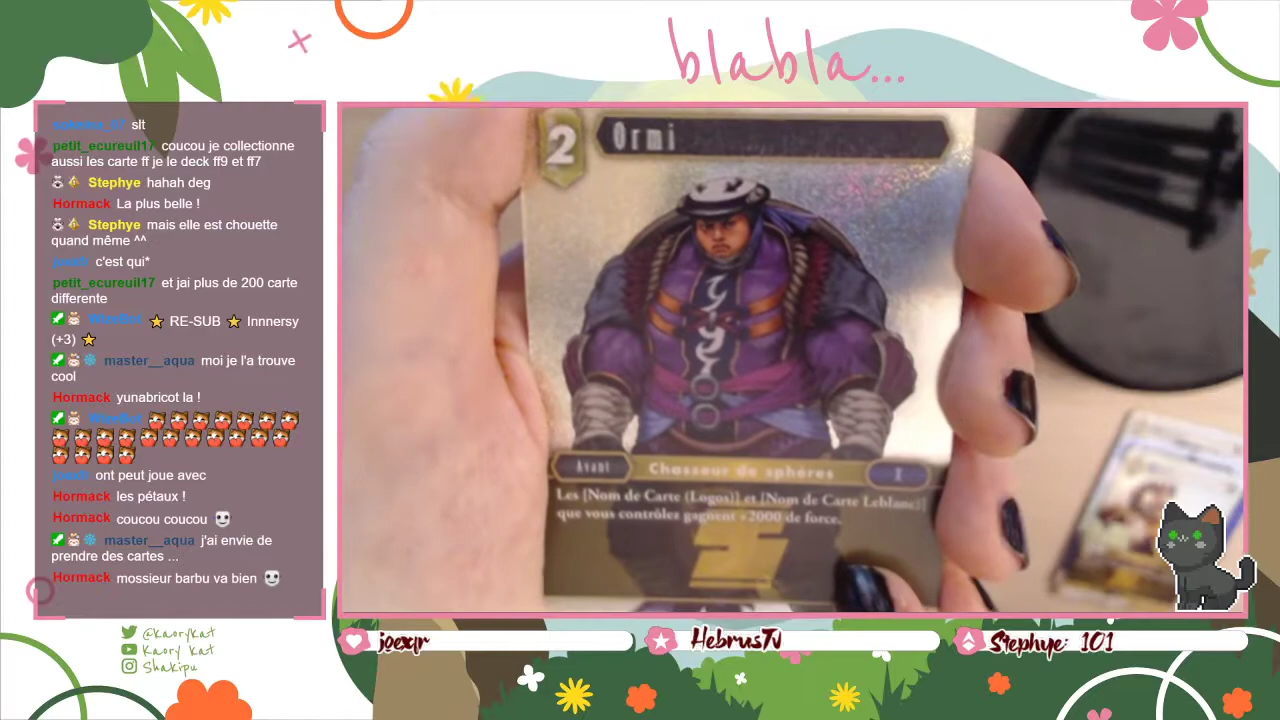 blabla...
slt
petit_ecureuil17 coucou je collectionne
aussi les carte ff je le deck ff9 et ff7
Stephye hahah deg
Hormack La plus belle !
Stephye mais elle est chouette
quand même ^^
c'est qui*
petit_ecureuil17 et jai plus de 200 carte
differente
RE-SUB Innnersy
(+3)
master__aqua moi je l'a trouve
cool
Hormack yunabricot la !
ont peut joue avec
Hormack les pétaux !
Hormack coucou coucou
master__aqua j'ai envie de
prendre des cartes ...
Hormack mossieur barbu va bien
2
Ormi
Avant
Chasseur de sphères
I
Les [Nom de Carte (Logos)] et [Nom de Carte Leblanc)]
que vous contrôlez gagnent +2000 de force.
@kaorykat
Kaory kat
Shakipu
joexjr
HebrusTv
Stephye: 101